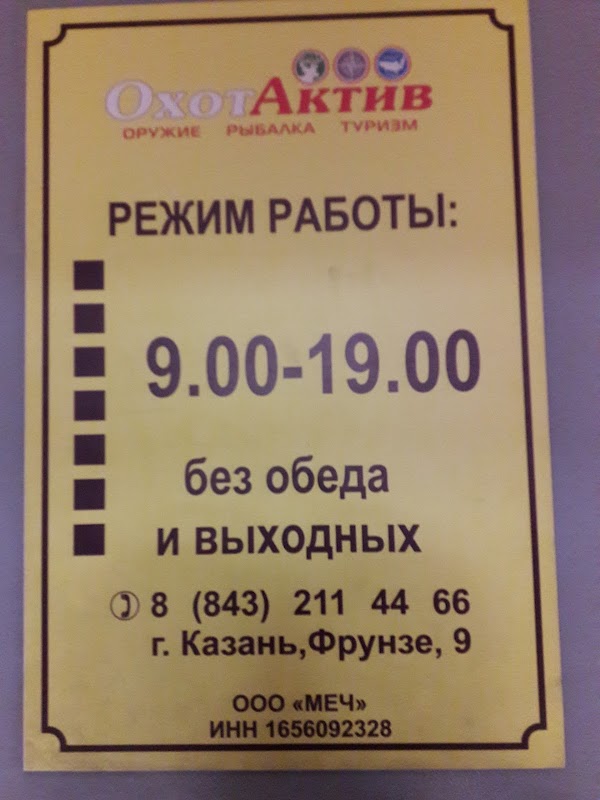 ОхотАктив
ОРУЖИЕ РЫБАЛКА ТУРИЗМ
РЕЖИМ РАБОТЫ:
9.00-19.00
без обеда
и выходных
8 (843) 211 44 66
г. Казань,Фрунзе, 9
ООО «МЕЧ»
ИНН 1656092328